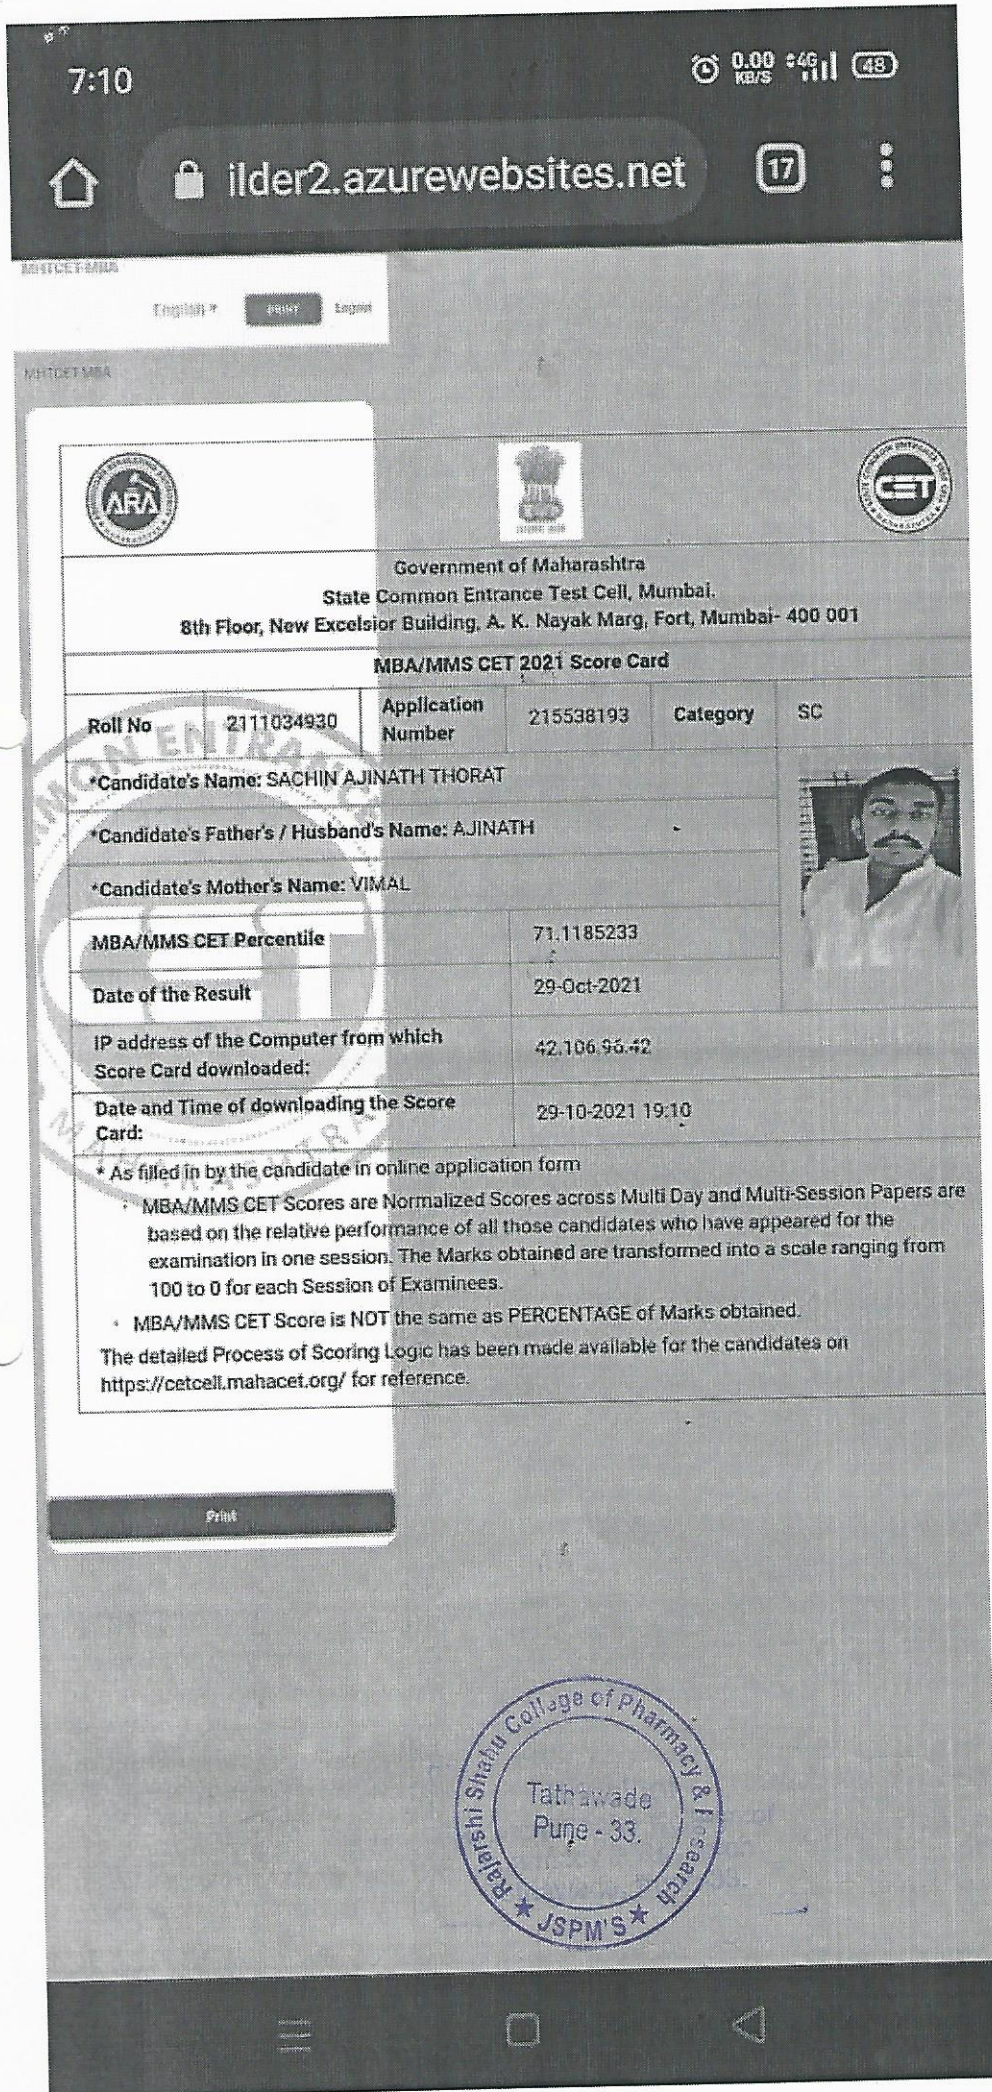 7:10
0.00 KB/S 4G 48
ilder2.azurewebsites.net 17
MHTCET-MBA
English PRINT Logout
MHTCET-MBA
ARA
CET
Government of Maharashtra
State Common Entrance Test Cell, Mumbai.
8th Floor, New Excelsior Building, A. K. Nayak Marg, Fort, Mumbai- 400 001
MBA/MMS CET 2021 Score Card
Roll No 2111034930 Application Number 215538193 Category SC
*Candidate's Name: SACHIN AJINATH THORAT
*Candidate's Father's / Husband's Name: AJINATH
*Candidate's Mother's Name: VIMAL
MBA/MMS CET Percentile 71.1185233
Date of the Result 29-Oct-2021
IP address of the Computer from which
Score Card downloaded: 42.106.96.42
Date and Time of downloading the Score
Card: 29-10-2021 19:10
* As filled in by the candidate in online application form
MBA/MMS CET Scores are Normalized Scores across Multi Day and Multi-Session Papers are
based on the relative performance of all those candidates who have appeared for the
examination in one session. The Marks obtained are transformed into a scale ranging from
100 to 0 for each Session of Examinees.
MBA/MMS CET Score is NOT the same as PERCENTAGE of Marks obtained.
The detailed Process of Scoring Logic has been made available for the candidates on
https://cetcell.mahacet.org/ for reference.
Print
Rajarshi Shahu College of Pharmacy & Research
Tathawade
Pune - 33.
★ JSPM'S ★